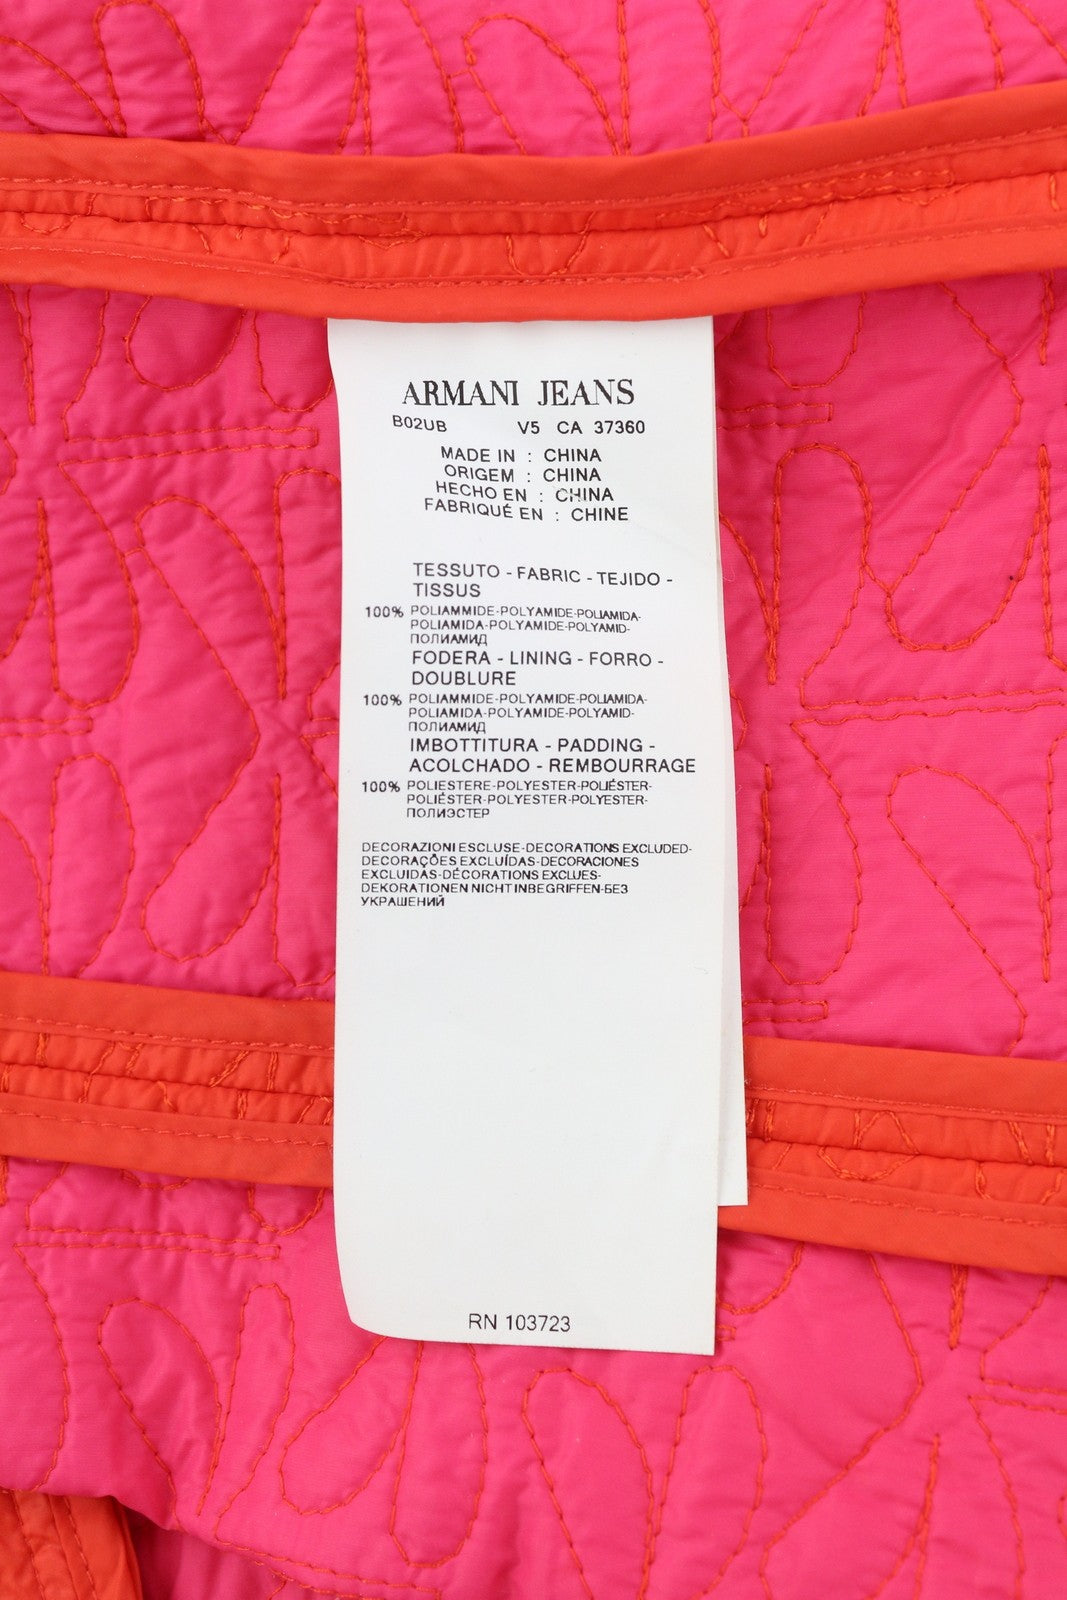 ARMANI JEANS
B02UB V5 CA 37360
MADE IN : CHINA
ORIGEM : CHINA
HECHO EN : CHINA
FABRIQUÉ EN : CHINE
TESSUTO - FABRIC - TEJIDO -
TISSUS
100% POLIAMMIDE-POLYAMIDE-POLIAMIDA-
POLIAMIDA-POLYAMIDE-POLYAMID-
ПОЛИАМИД
FODERA - LINING - FORRO -
DOUBLURE
100% POLIAMMIDE-POLYAMIDE-POLIAMIDA-
POLIAMIDA-POLYAMIDE-POLYAMID-
ПОЛИАМИД
IMBOTTITURA - PADDING -
ACOLCHADO - REMBOURRAGE
100% POLIESTERE-POLYESTER-POLIÉSTER-
POLIÉSTER-POLYESTER-POLYESTER-
ПОЛИЭСТЕР
DECORAZIONI ESCLUSE-DECORATIONS EXCLUDED-
DECORAÇÕES EXCLUÍDAS-DECORACIONES
EXCLUIDAS-DÉCORATIONS EXCLUES-
DEKORATIONEN NICHT INBEGRIFFEN-БЕЗ
УКРАШЕНИЙ
RN 103723